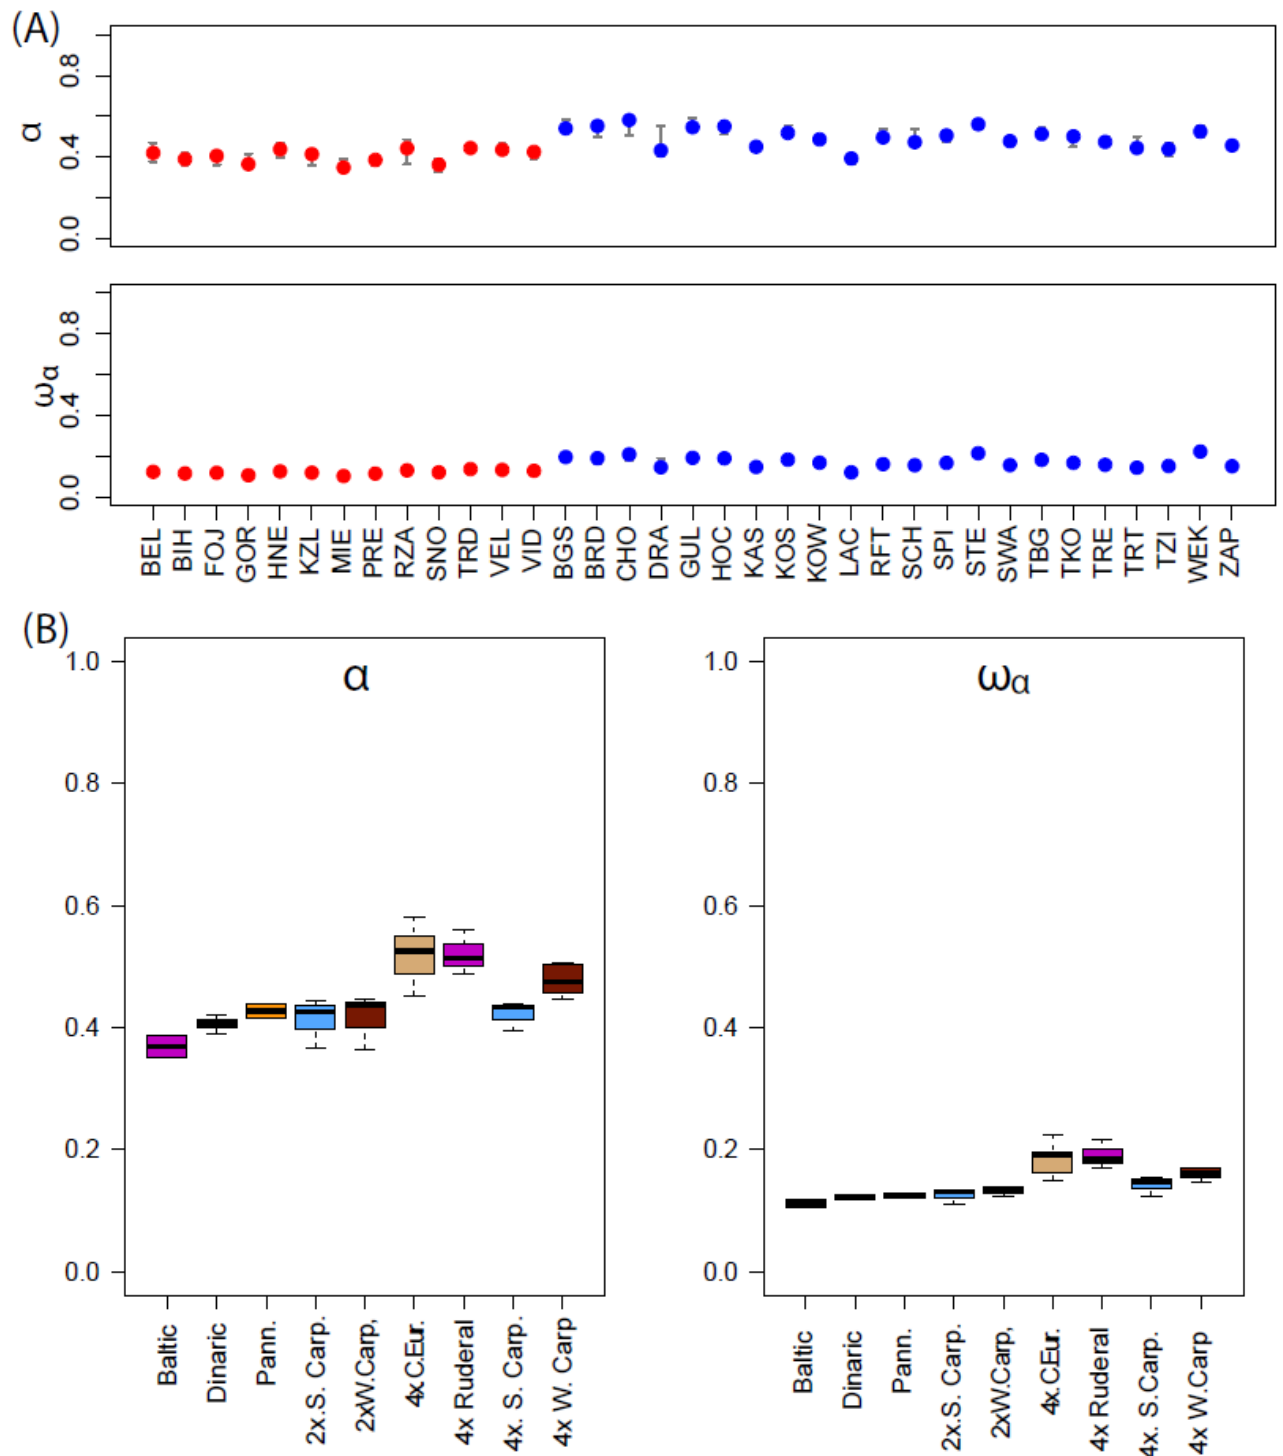 (A)
α
0.0 0.4 0.8
ωα
0.0 0.4 0.8
BEL BIH FOJ GOR HNE KZL MIE PRE RZA SNO TRD VEL VID BGS BRD CHO DRA GUL HOC KAS KOS KOW LAC RFT SCH SPI STE SWA TBG TKO TRE TRT TZI WEK ZAP
(B)
α
1.0
0.8
0.6
0.4
0.2
0.0
Baltic Dinaric Pann. 2x.S. Carp. 2xW.Carp, 4x.C.Eur. 4x Ruderal 4x. S. Carp. 4x W. Carp
ωα
1.0
0.8
0.6
0.4
0.2
0.0
Baltic Dinaric Pann. 2x.S. Carp. 2xW.Carp, 4x.C.Eur. 4x Ruderal 4x. S.Carp. 4x W.Carp